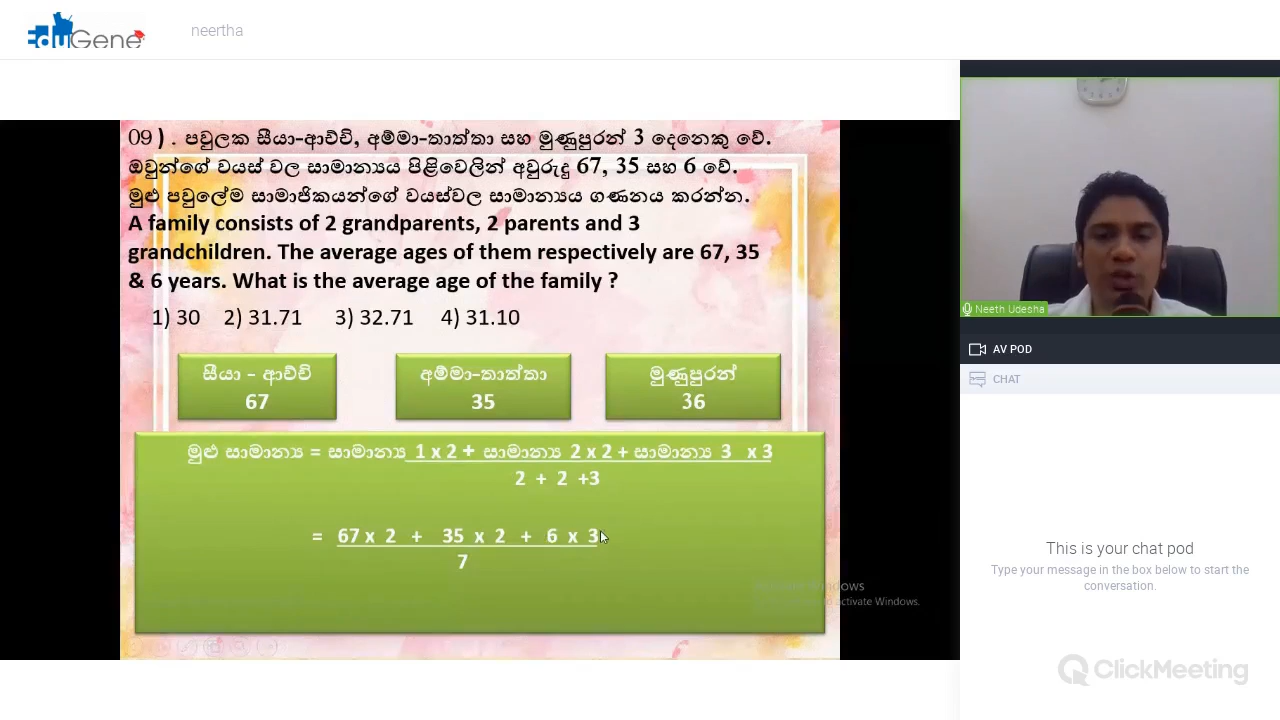 EduGene
neertha
09) . පවුලක සීයා-ආච්චි, අම්මා-තාත්තා සහ මුණුපුරන් 3 දෙනෙකු වේ.
ඔවුන්ගේ වයස් වල සාමාන්‍යය පිළිවෙලින් අවුරුදු 67, 35 සහ 6 වේ.
මුළු පවුලේම සාමාජිකයන්ගේ වයස්වල සාමාන්‍යය ගණනය කරන්න.
A family consists of 2 grandparents, 2 parents and 3
grandchildren. The average ages of them respectively are 67, 35
& 6 years. What is the average age of the family ?
1) 30 2) 31.71 3) 32.71 4) 31.10
සීයා - ආච්චි
67
අම්මා-තාත්තා
35
මුණුපුරන්
36
මුළු සාමාන්‍ය = සාමාන්‍ය 1 x 2 + සාමාන්‍ය 2 x 2 + සාමාන්‍ය 3 x 3
2 + 2 +3
= 67 x 2 + 35 x 2 + 6 x 3
7
Neeth Udesha
AV POD
CHAT
This is your chat pod
Type your message in the box below to start the
conversation.
ClickMeeting